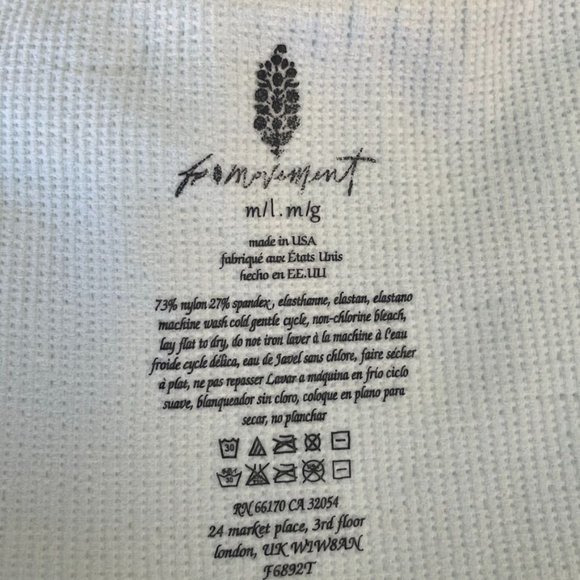 fp movement
m/l . m/g
made in USA
fabriqué aux États Unis
hecho en EE.UU
73% nylon 27% spandex, elasthanne, elastan, elastano
machine wash cold gentle cycle, non-chlorine bleach,
lay flat to dry, do not iron laver à la machine à l'eau
froide cycle délica, eau de Javel sans chlore, faire sécher
à plat, ne pas repasser Lavar a máquina en frío ciclo
suave, blanqueador sin cloro, coloque en plano para
secar, no planchar
30
30
RN 66170 CA 32054
24 market place, 3rd floor
london, UK W1W8AN
F6892T